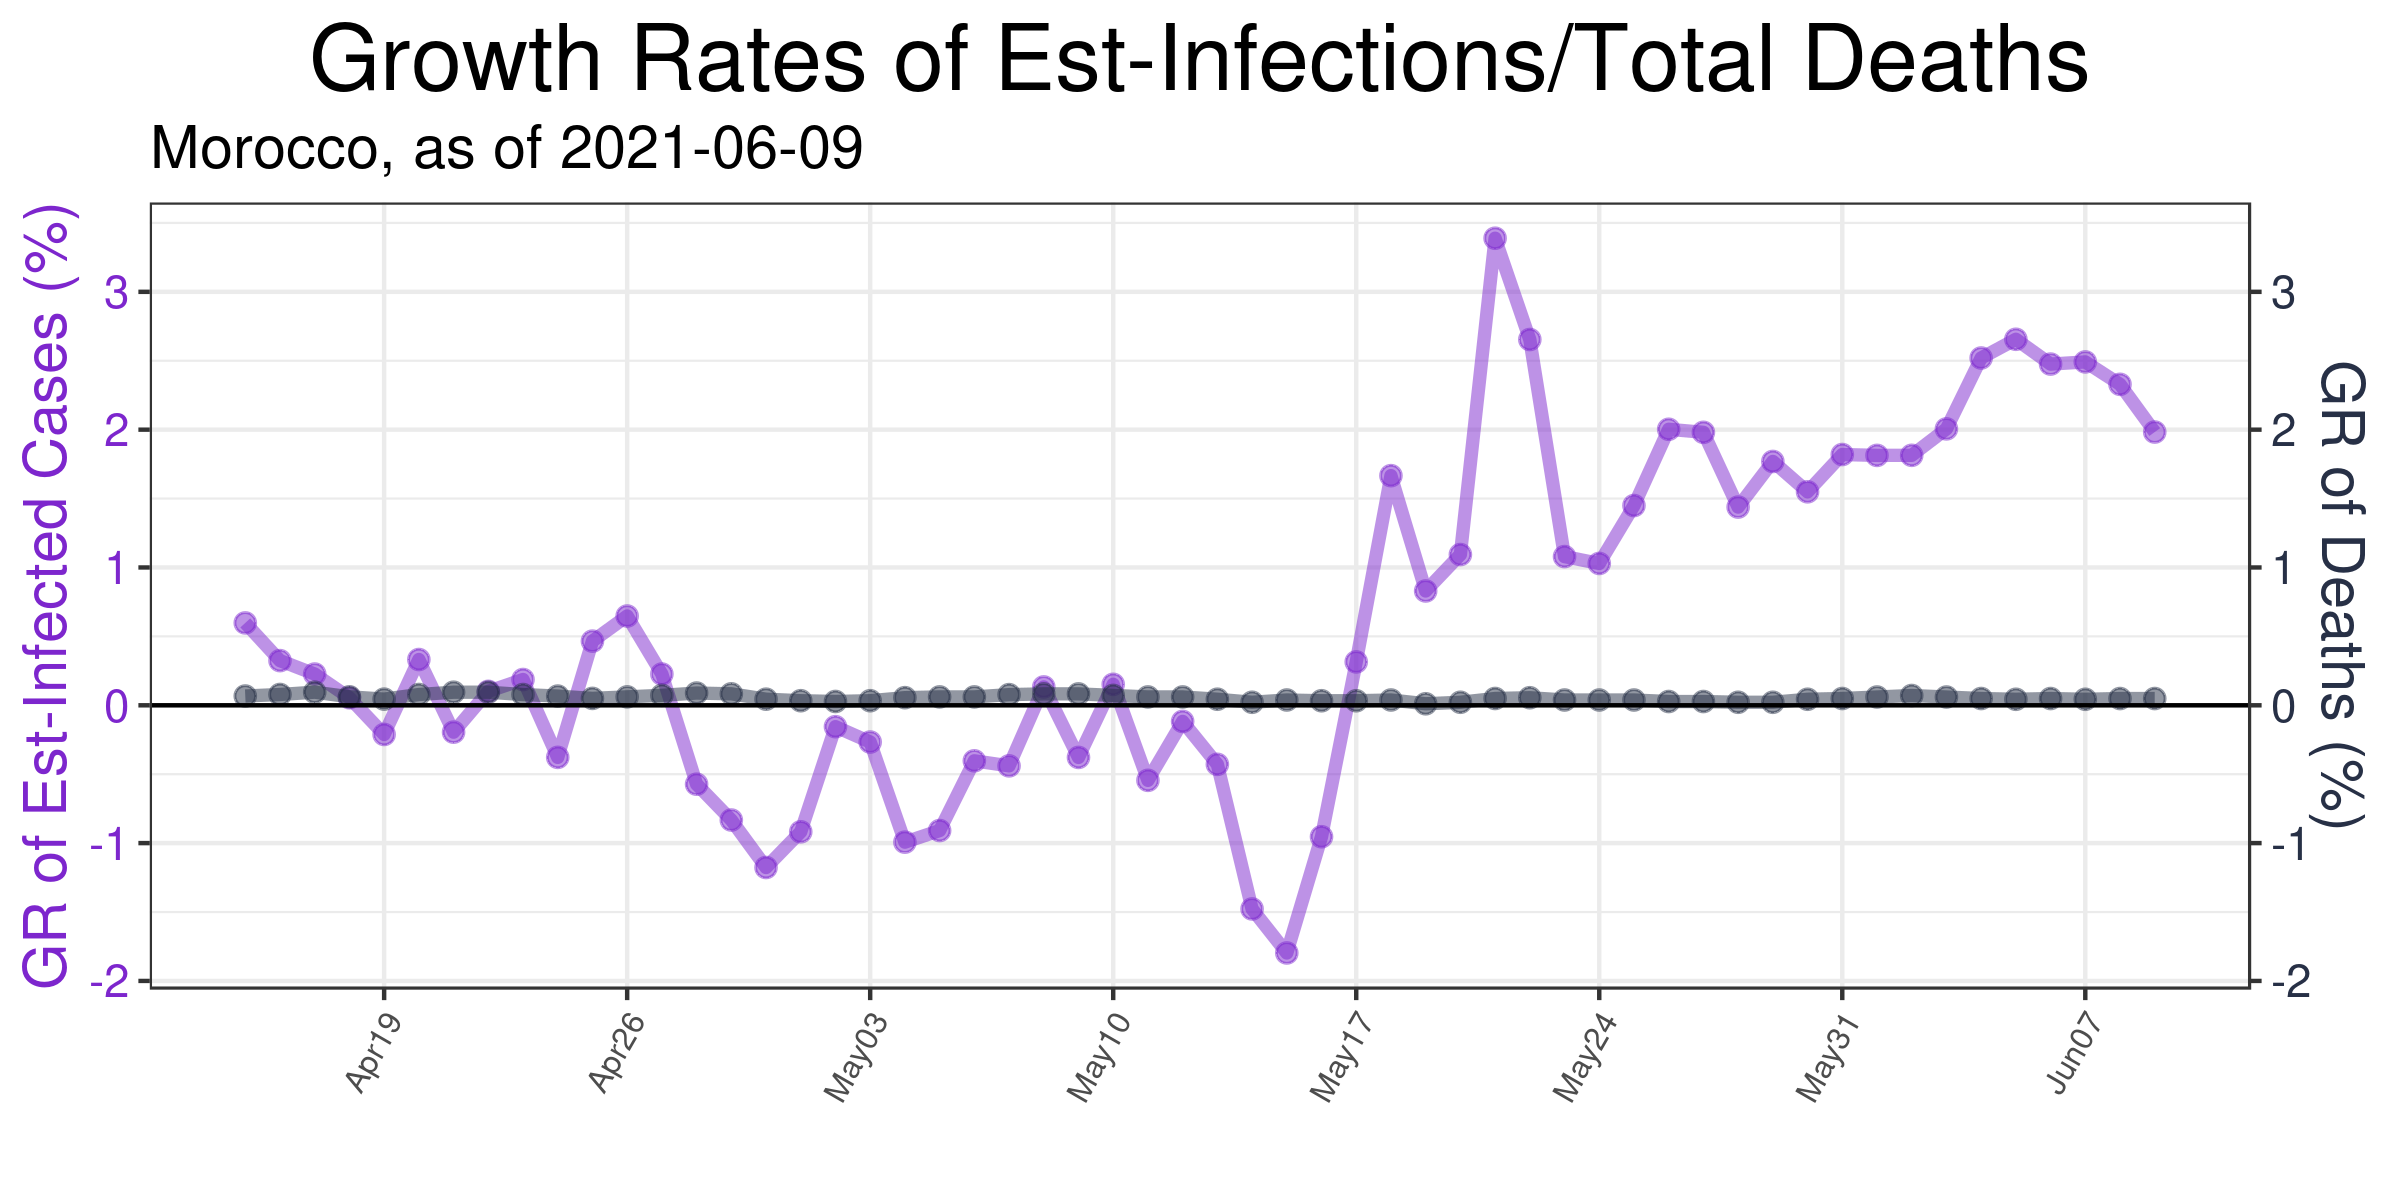 Growth Rates of Est-Infections/Total Deaths
Morocco, as of 2021-06-09
GR of Est-Infected Cases (%)
3
2
1
0
-1
-2
3
2
1
0
-1
-2
GR of Deaths (%)
Apr19
Apr26
May03
May10
May17
May24
May31
Jun07